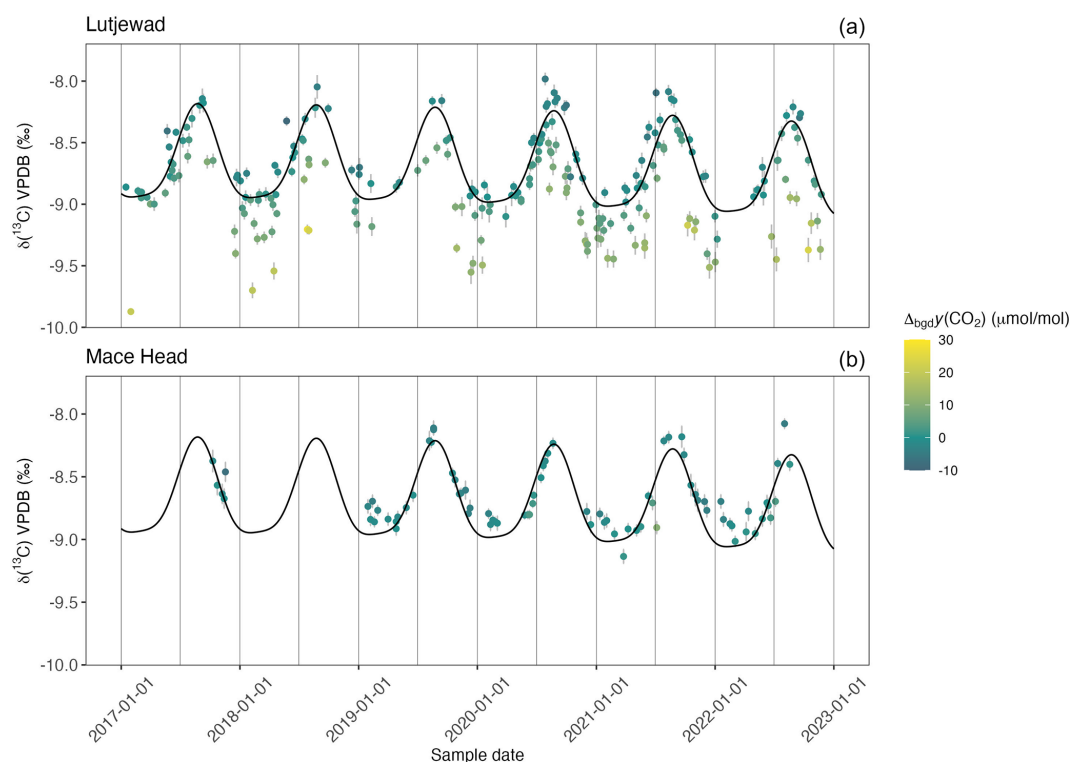 Lutjewad
(a)
δ(¹³C) VPDB (‰)
-8.0
-8.5
-9.0
-9.5
-10.0
Mace Head
(b)
δ(¹³C) VPDB (‰)
-8.0
-8.5
-9.0
-9.5
-10.0
2017-01-01
2018-01-01
2019-01-01
2020-01-01
2021-01-01
2022-01-01
2023-01-01
Sample date
Δbgdy(CO₂) (μmol/mol)
30
20
10
0
-10